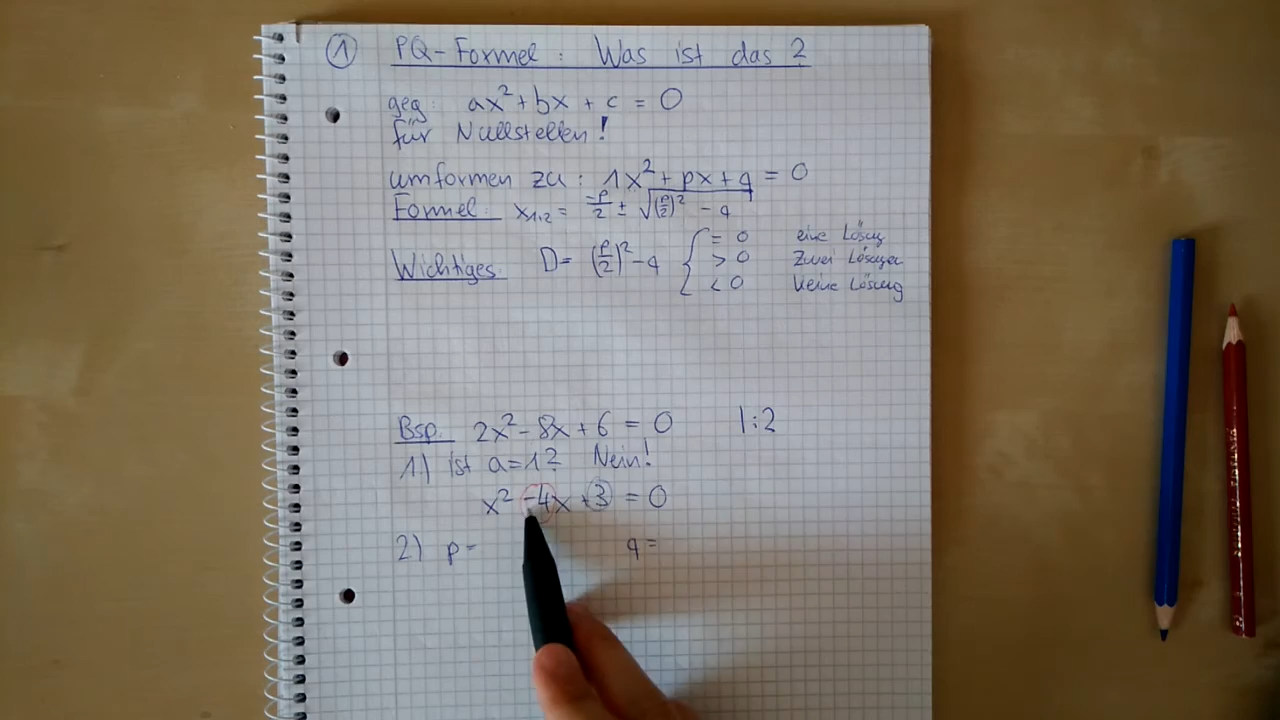 ① PQ-Formel : Was ist das ?
geg: ax²+bx + c = 0
für Nullstellen!
umformen zu : 1x²+px+q = 0
Formel: x₁,₂ = -p/2 ± √(p/2)² - q
Wichtiges: D= (p/2)²-q { = 0 eine Lösung
> 0 zwei Lösungen
< 0 keine Lösung
Bsp. 2x²- 8x + 6 = 0 |:2
1.) ist a=1? Nein!
x² -4x +3 = 0
2.) p= q=